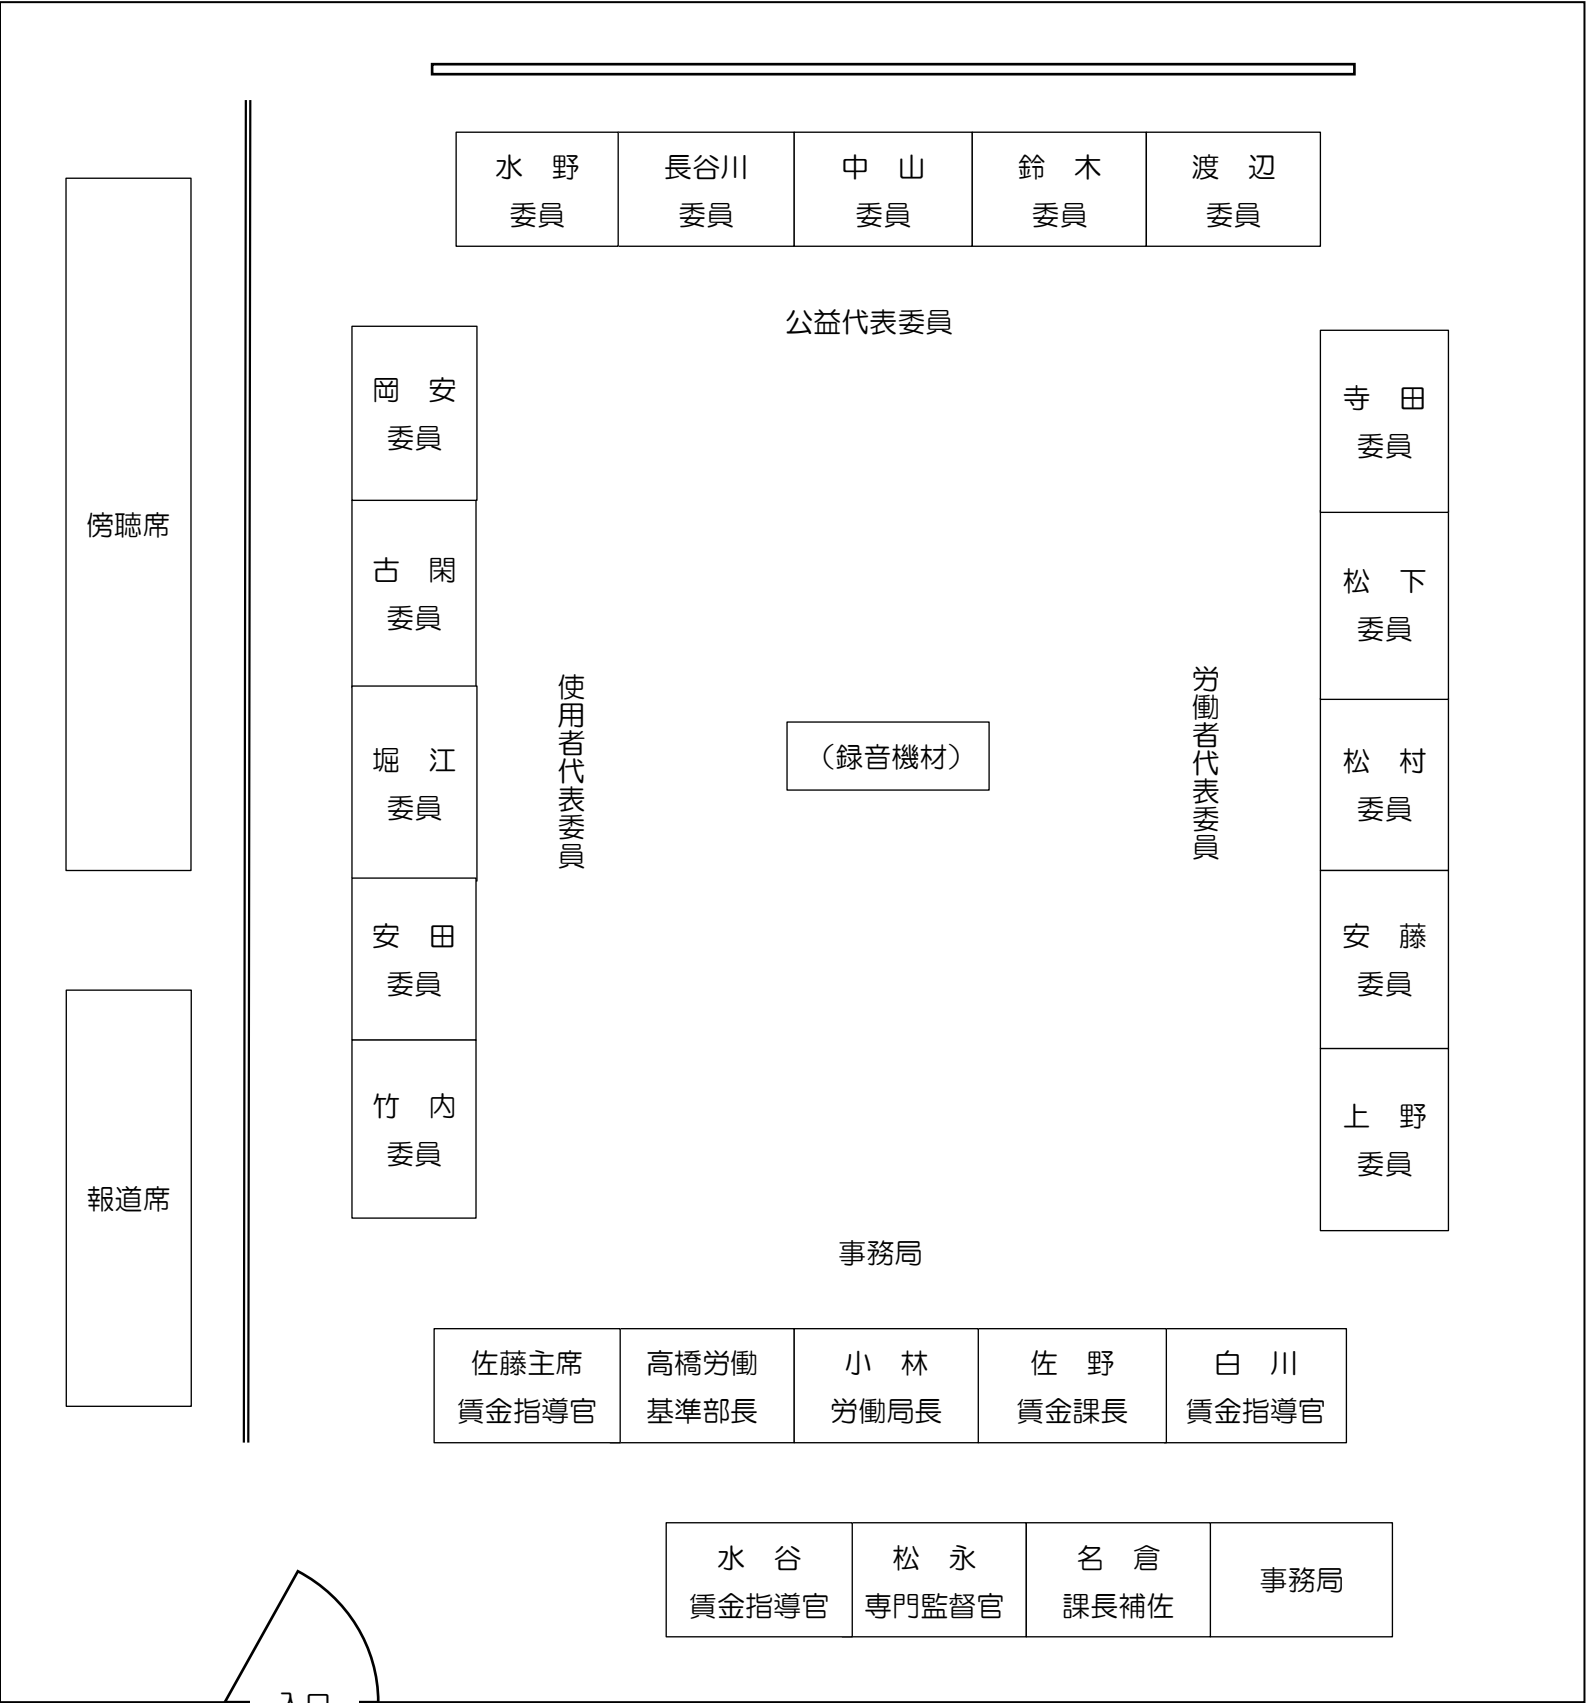 水　野
委員
長谷川
委員
中　山
委員
鈴　木
委員
渡　辺
委員
公益代表委員
傍聴席
報道席
岡　安
委員
古　閑
委員
堀　江
委員
安　田
委員
竹　内
委員
使用者代表委員
（録音機材）
労働者代表委員
寺　田
委員
松　下
委員
松　村
委員
安　藤
委員
上　野
委員
事務局
佐藤主席
賃金指導官
高橋労働
基準部長
小　林
労働局長
佐　野
賃金課長
白　川
賃金指導官
水　谷
賃金指導官
松　永
専門監督官
名　倉
課長補佐
事務局
入口